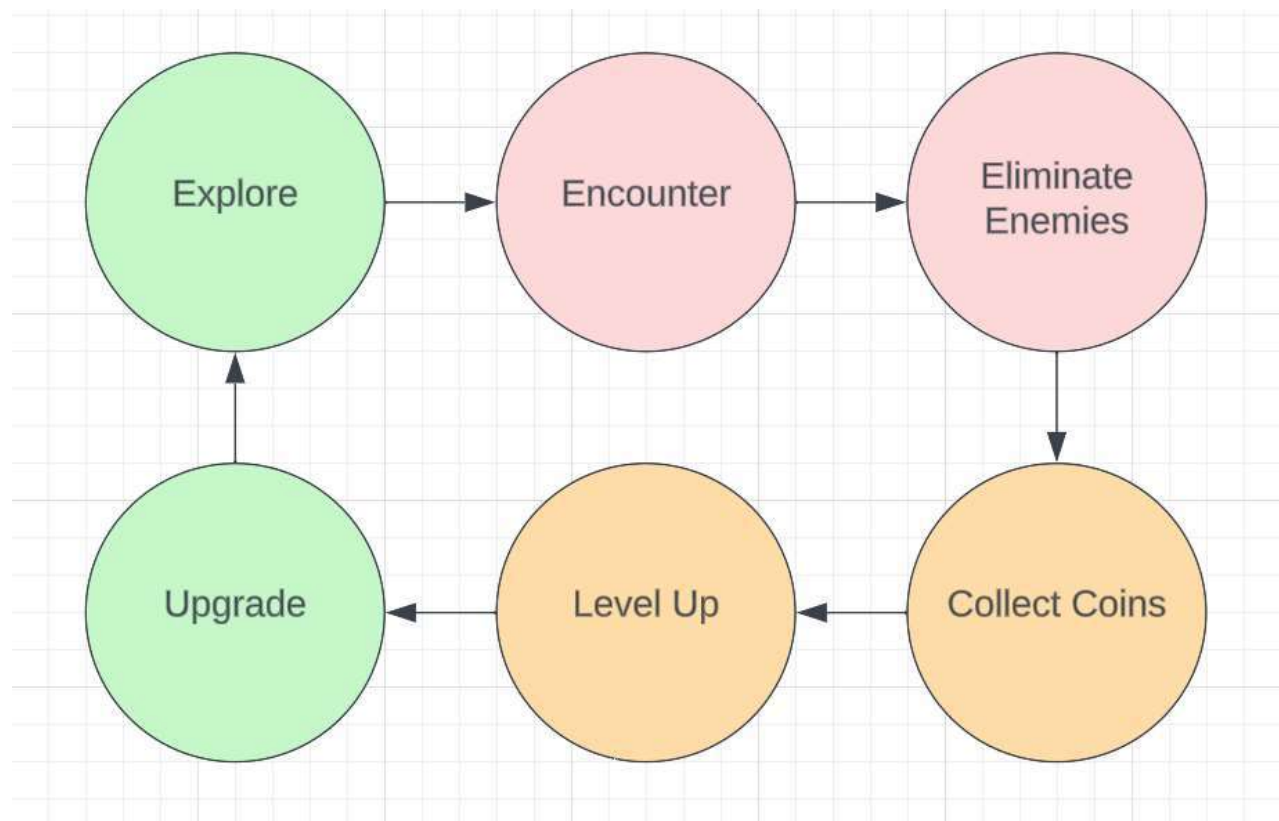 Explore
Encounter
Eliminate
Enemies
Upgrade
Level Up
Collect Coins